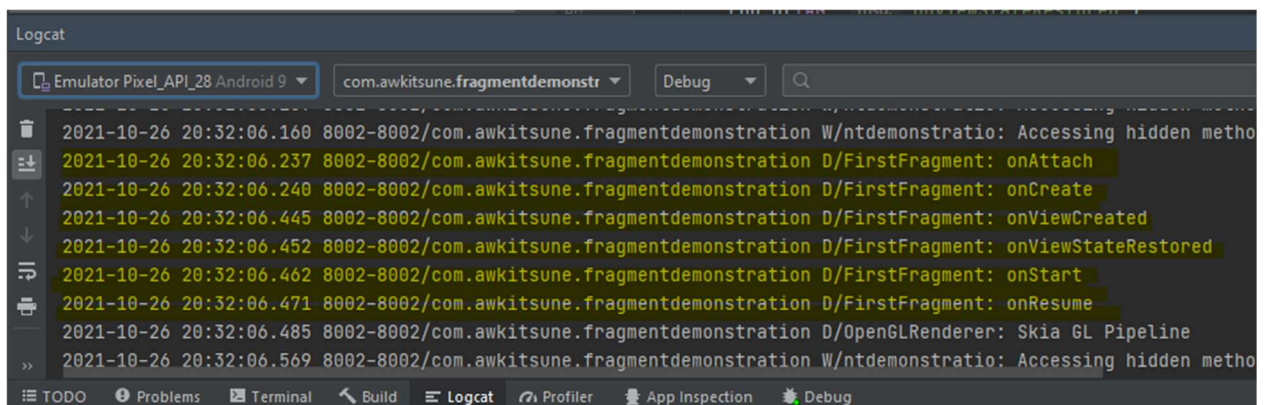 Logcat
Emulator Pixel_API_28 Android 9 com.awkitsune.fragmentdemonstr Debug
2021-10-26 20:32:06.160 8002-8002/com.awkitsune.fragmentdemonstration W/ntdemonstratio: Accessing hidden metho
2021-10-26 20:32:06.237 8002-8002/com.awkitsune.fragmentdemonstration D/FirstFragment: onAttach
2021-10-26 20:32:06.240 8002-8002/com.awkitsune.fragmentdemonstration D/FirstFragment: onCreate
2021-10-26 20:32:06.445 8002-8002/com.awkitsune.fragmentdemonstration D/FirstFragment: onViewCreated
2021-10-26 20:32:06.452 8002-8002/com.awkitsune.fragmentdemonstration D/FirstFragment: onViewStateRestored
2021-10-26 20:32:06.462 8002-8002/com.awkitsune.fragmentdemonstration D/FirstFragment: onStart
2021-10-26 20:32:06.471 8002-8002/com.awkitsune.fragmentdemonstration D/FirstFragment: onResume
2021-10-26 20:32:06.485 8002-8002/com.awkitsune.fragmentdemonstration D/OpenGLRenderer: Skia GL Pipeline
2021-10-26 20:32:06.569 8002-8002/com.awkitsune.fragmentdemonstration W/ntdemonstratio: Accessing hidden metho
TODO Problems Terminal Build Logcat Profiler App Inspection Debug